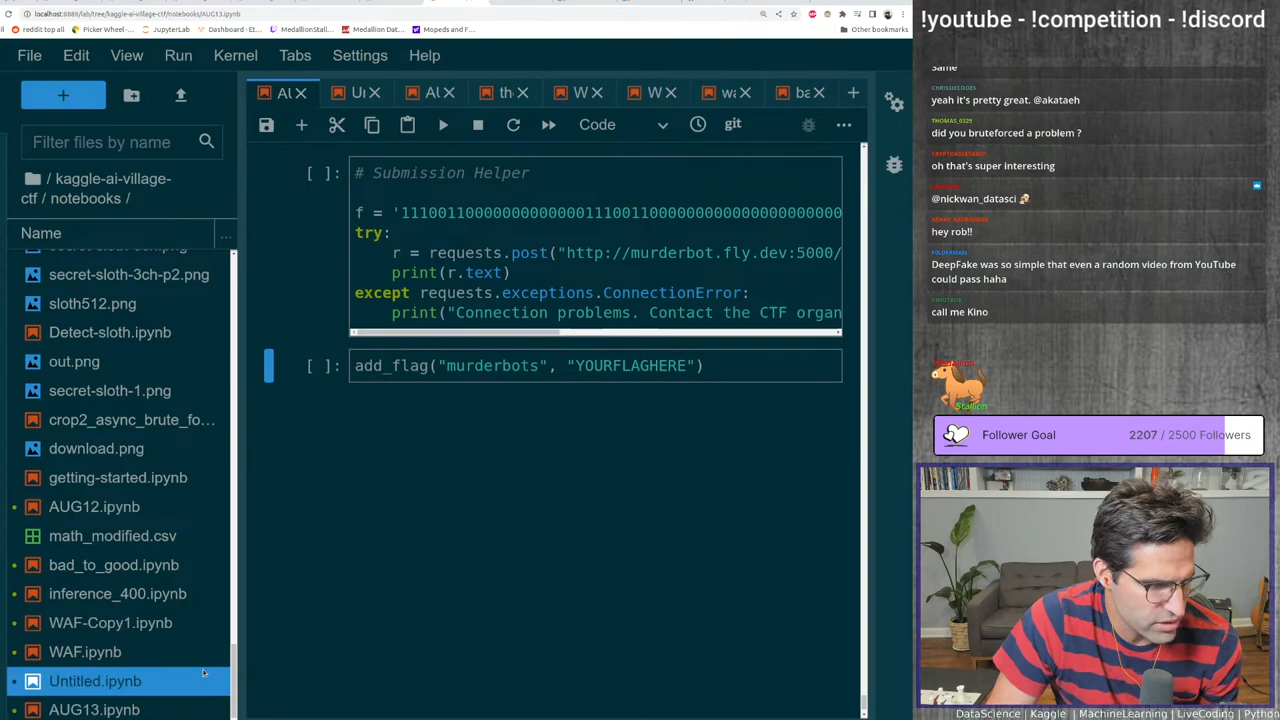 localhost:8888/lab/tree/kaggle-ai-village-ctf/notebooks/AUG13.ipynb
reddit top all
Picker Wheel -...
JupyterLab
Dashboard - Et...
MedallionStall...
Medallion Dat...
Mopeds and F...
Other bookmarks
File Edit View Run Kernel Tabs Settings Help
Code
git
Filter files by name
/ kaggle-ai-village-
ctf / notebooks /
Name
secret-sloth-3ch-p2.png
sloth512.png
Detect-sloth.ipynb
out.png
secret-sloth-1.png
crop2_async_brute_fo...
download.png
getting-started.ipynb
AUG12.ipynb
math_modified.csv
bad_to_good.ipynb
inference_400.ipynb
WAF-Copy1.ipynb
WAF.ipynb
Untitled.ipynb
AUG13.ipynb
[ ]:
# Submission Helper
try:
r = requests.post("http://murderbot.fly.dev:5000/
print(r.text)
except requests.exceptions.ConnectionError:
print("Connection problems. Contact the CTF organ
[ ]: add_flag("murderbots", "YOURFLAGHERE")
!youtube - !competition - !discord
same
CHRISSIECODES
yeah it's pretty great. @akataeh
THOMAS_0325
did you bruteforced a problem ?
oh that's super interesting
@nickwan_datasci
hey rob!!
DeepFake was so simple that even a random video from YouTube
could pass haha
call me Kino
Medallion
Stallion
Follower Goal 2207 / 2500 Followers
DataScience | Kaggle | MachineLearning | LiveCoding | Python